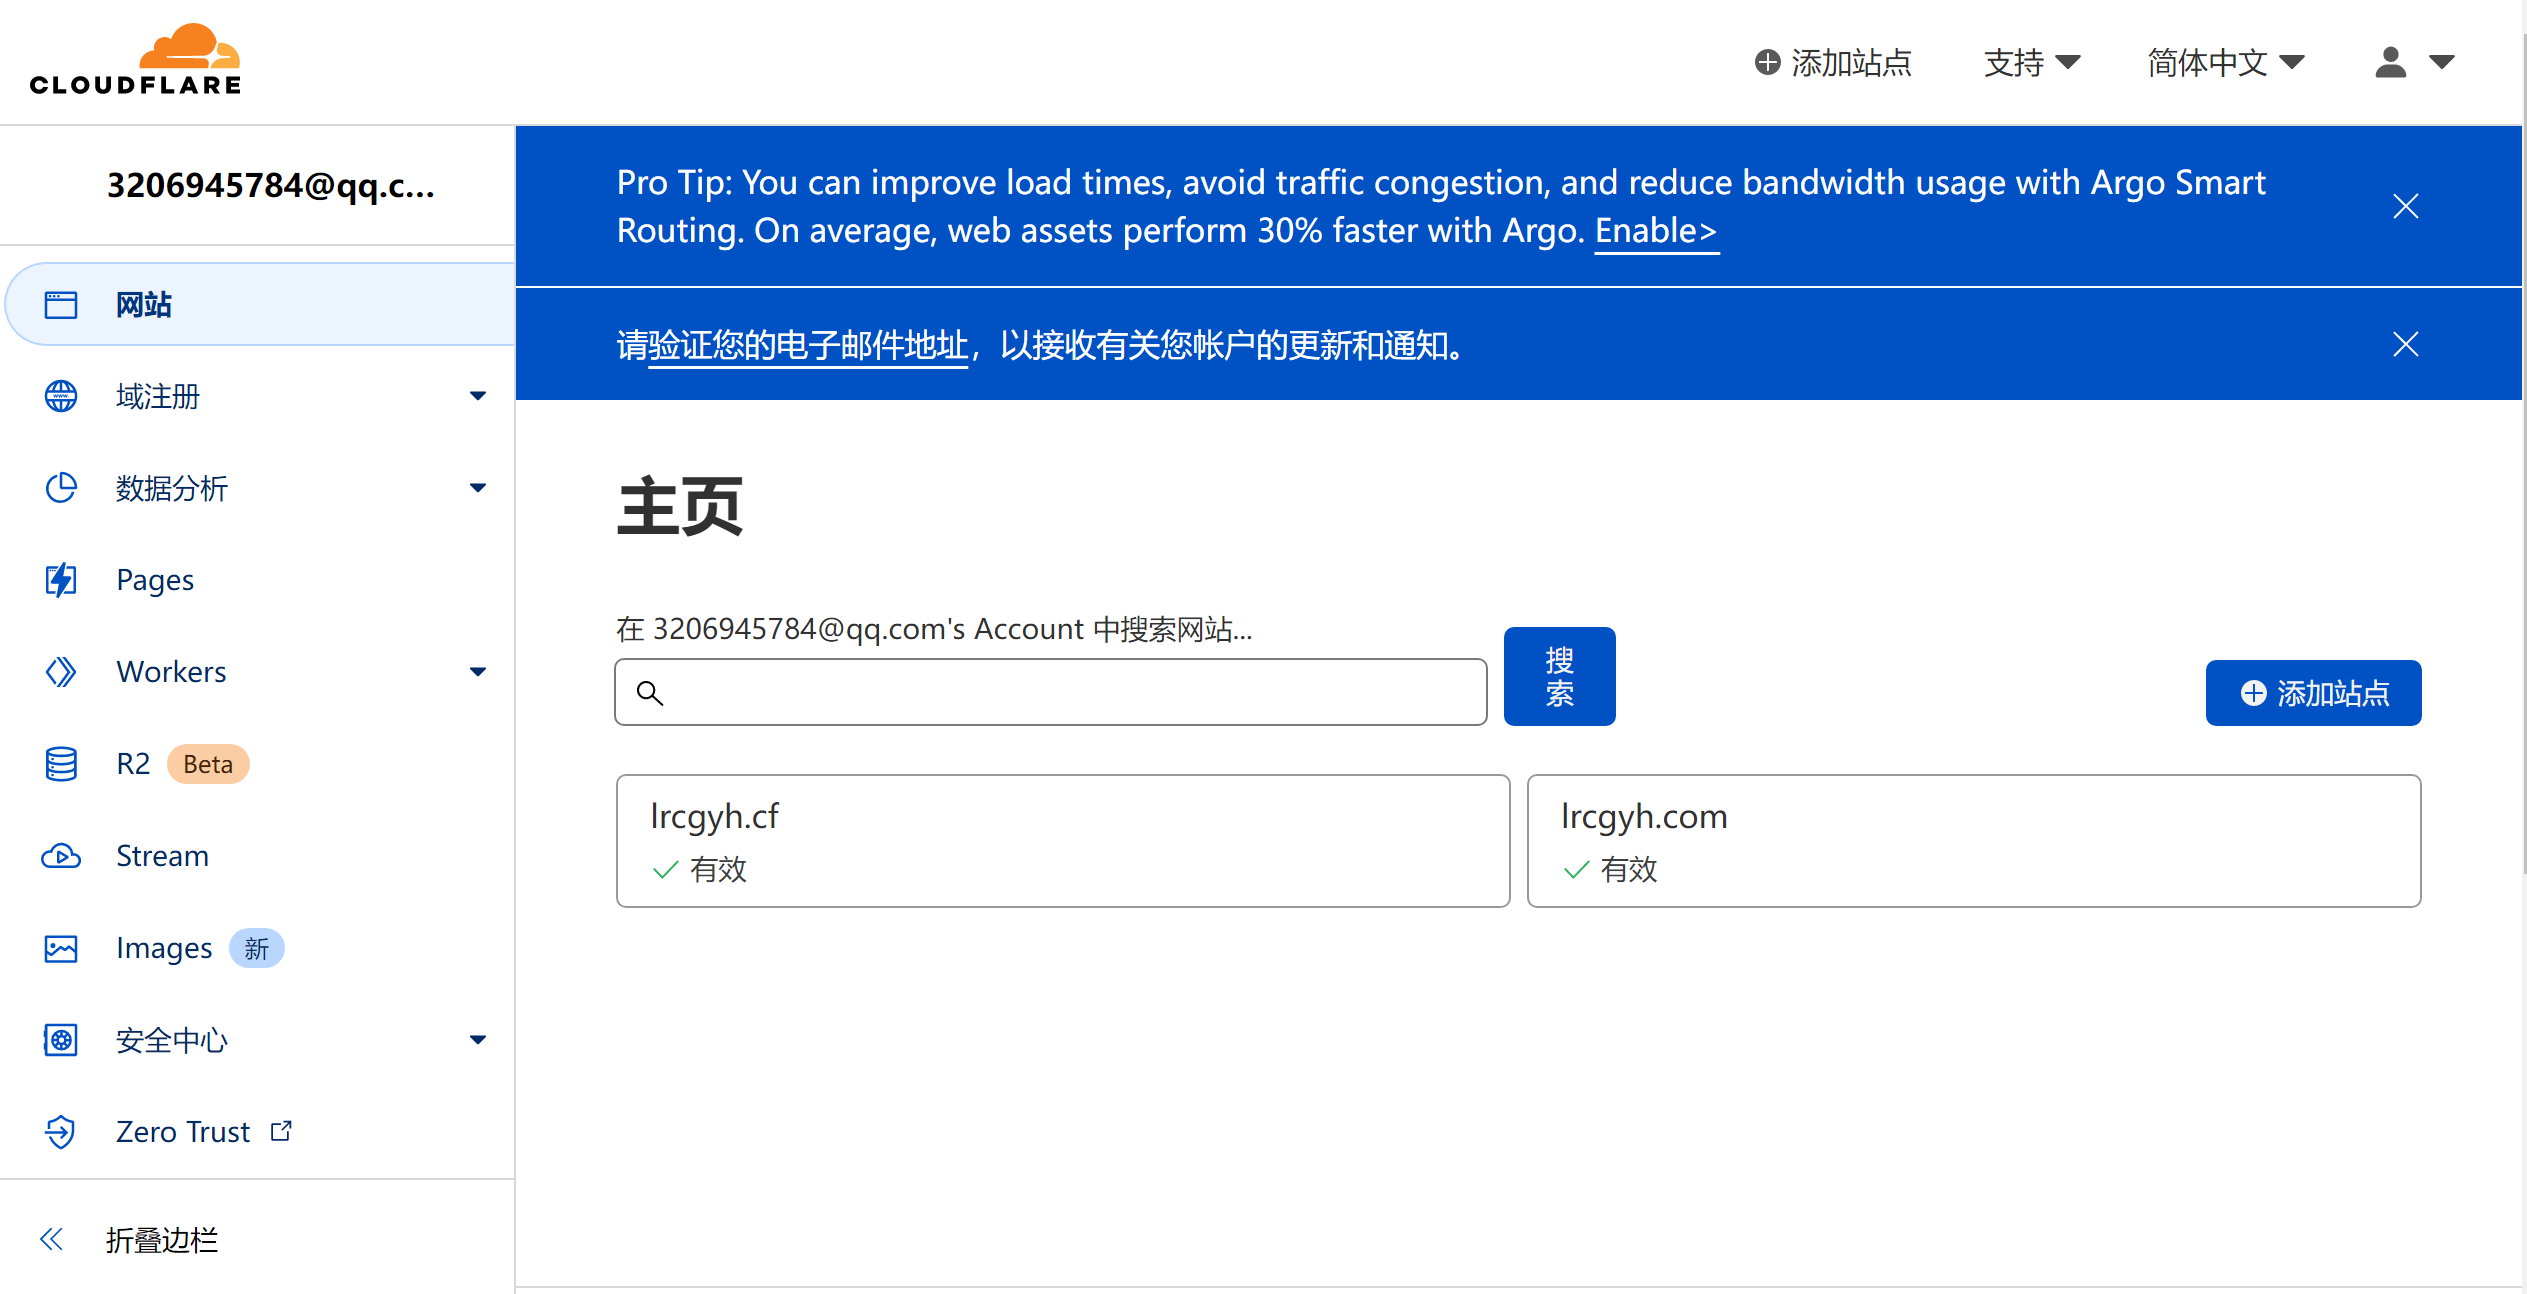 CLOUDFLARE
添加站点
支持
简体中文
3206945784@qq.c...
网站
域注册
数据分析
Pages
Workers
R2 Beta
Stream
Images 新
安全中心
Zero Trust
折叠边栏
Pro Tip: You can improve load times, avoid traffic congestion, and reduce bandwidth usage with Argo Smart
Routing. On average, web assets perform 30% faster with Argo. Enable>
请验证您的电子邮件地址，以接收有关您帐户的更新和通知。
主页
在 3206945784@qq.com's Account 中搜索网站...
搜
索
添加站点
lrcgyh.cf
有效
lrcgyh.com
有效